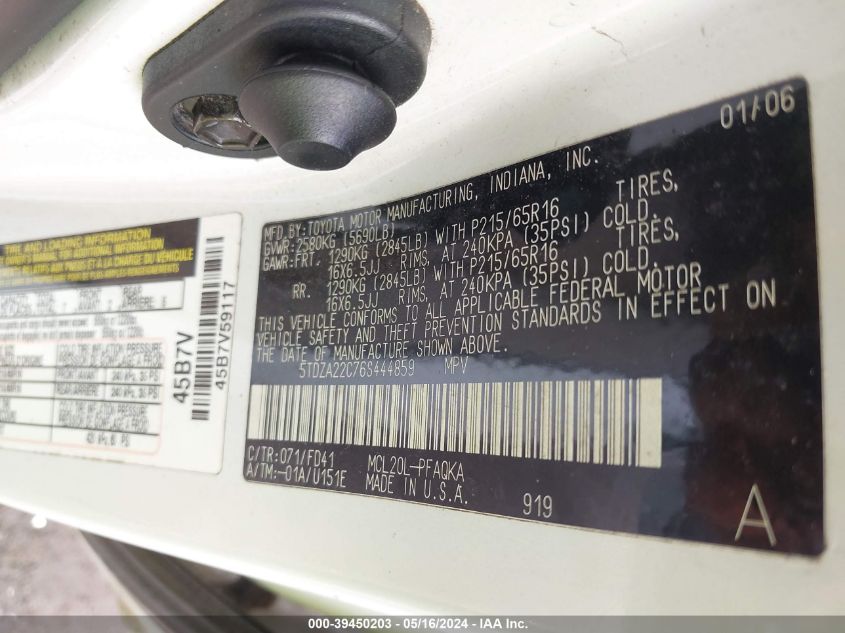 01/06
MFD.BY:TOYOTA MOTOR MANUFACTURING, INDIANA, INC.
GVWR:2580KG (5690LB)
GAWR:FRT. 1290KG (2845LB) WITH P215/65R16 TIRES,
16X6.5JJ RIMS, AT 240KPA (35PSI) COLD.
RR. 1290KG (2845LB) WITH P215/65R16 TIRES,
16X6.5JJ RIMS, AT 240KPA (35PSI) COLD.
THIS VEHICLE CONFORMS TO ALL APPLICABLE FEDERAL MOTOR
VEHICLE SAFETY AND THEFT PREVENTION STANDARDS IN EFFECT ON
THE DATE OF MANUFACTURE SHOWN ABOVE.
5TDZA22C76S444859 MPV
C/TR:071/FD41 MCL20L-PFAQKA
A/TM:-01A/U151E MADE IN U.S.A.
919
A
45B7V
45B7V59117
TIRE AND LOADING INFORMATION
000-39450203 - 05/16/2024 - IAA Inc.